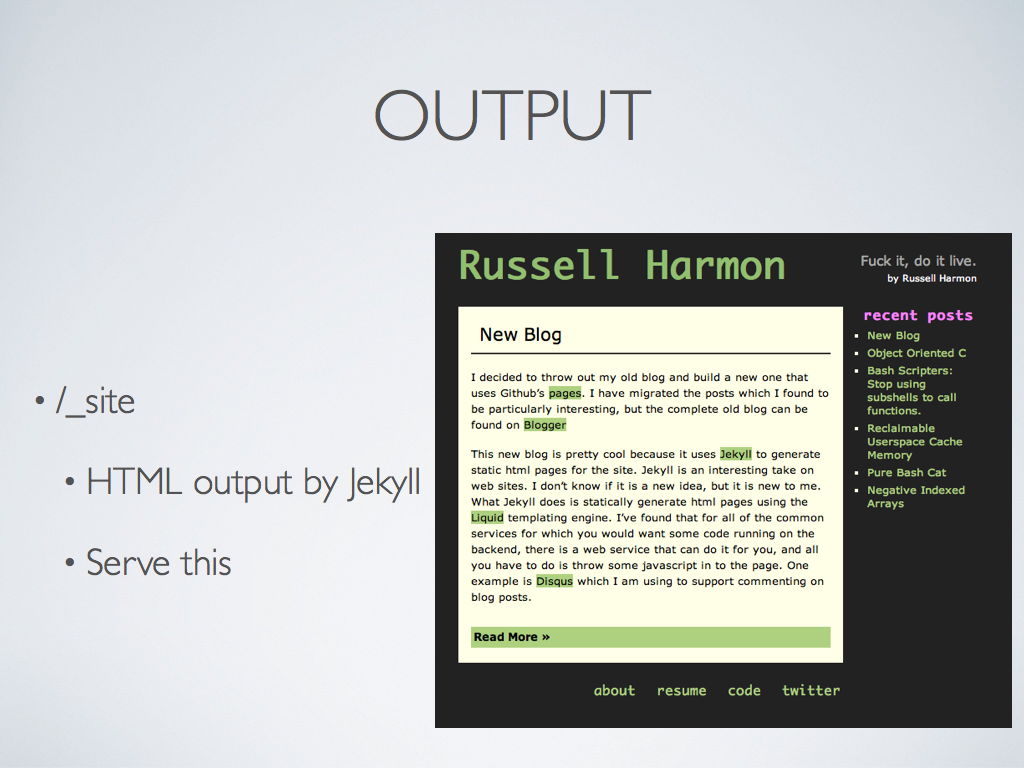 OUTPUT
• /_site
• HTML output by Jekyll
• Serve this
Russell Harmon
Fuck it, do it live.
by Russell Harmon
New Blog
I decided to throw out my old blog and build a new one that
uses Github's pages. I have migrated the posts which I found to
be particularly interesting, but the complete old blog can be
found on Blogger
This new blog is pretty cool because it uses Jekyll to generate
static html pages for the site. Jekyll is an interesting take on
web sites. I don't know if it is a new idea, but it is new to me.
What Jekyll does is statically generate html pages using the
Liquid templating engine. I've found that for all of the common
services for which you would want some code running on the
backend, there is a web service that can do it for you, and all
you have to do is throw some javascript in to the page. One
example is Disqus which I am using to support commenting on
blog posts.
Read More »
recent posts
New Blog
Object Oriented C
Bash Scripters:
Stop using
subshells to call
functions.
Reclaimable
Userspace Cache
Memory
Pure Bash Cat
Negative Indexed
Arrays
about resume code twitter